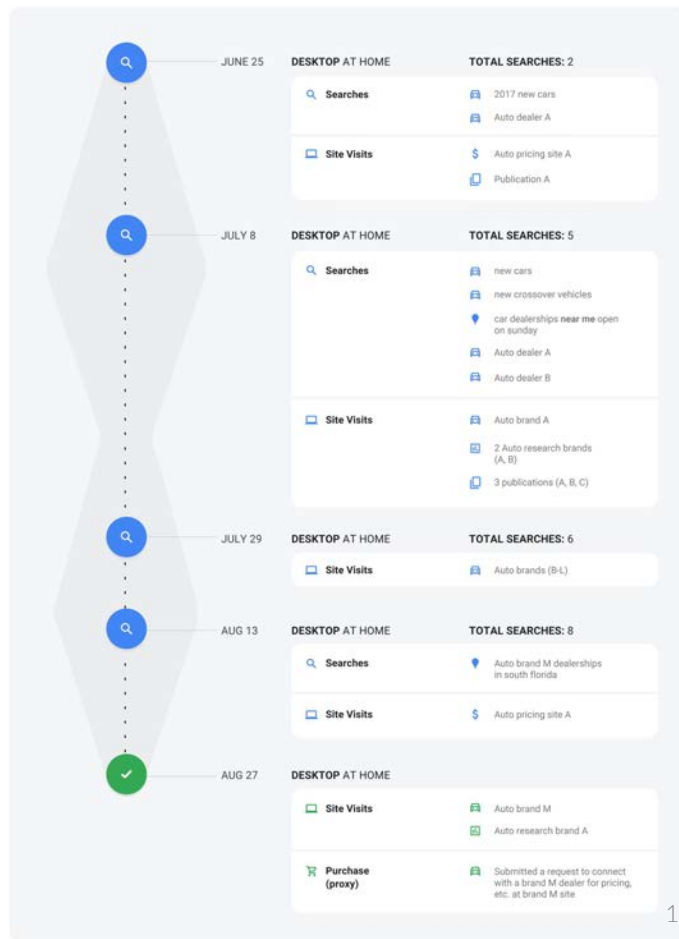 JUNE 25
DESKTOP AT HOME
TOTAL SEARCHES: 2
Searches
2017 new cars
Auto dealer A
Site Visits
Auto pricing site A
Publication A
JULY 8
DESKTOP AT HOME
TOTAL SEARCHES: 5
Searches
new cars
new crossover vehicles
car dealerships near me open
on sunday
Auto dealer A
Auto dealer B
Site Visits
Auto brand A
2 Auto research brands
(A, B)
3 publications (A, B, C)
JULY 29
DESKTOP AT HOME
TOTAL SEARCHES: 6
Site Visits
Auto brands (B-L)
AUG 13
DESKTOP AT HOME
TOTAL SEARCHES: 8
Searches
Auto brand M dealerships
in south florida
Site Visits
Auto pricing site A
AUG 27
DESKTOP AT HOME
Site Visits
Auto brand M
Auto research brand A
Purchase
(proxy)
Submitted a request to connect
with a brand M dealer for pricing,
etc. at brand M site
1